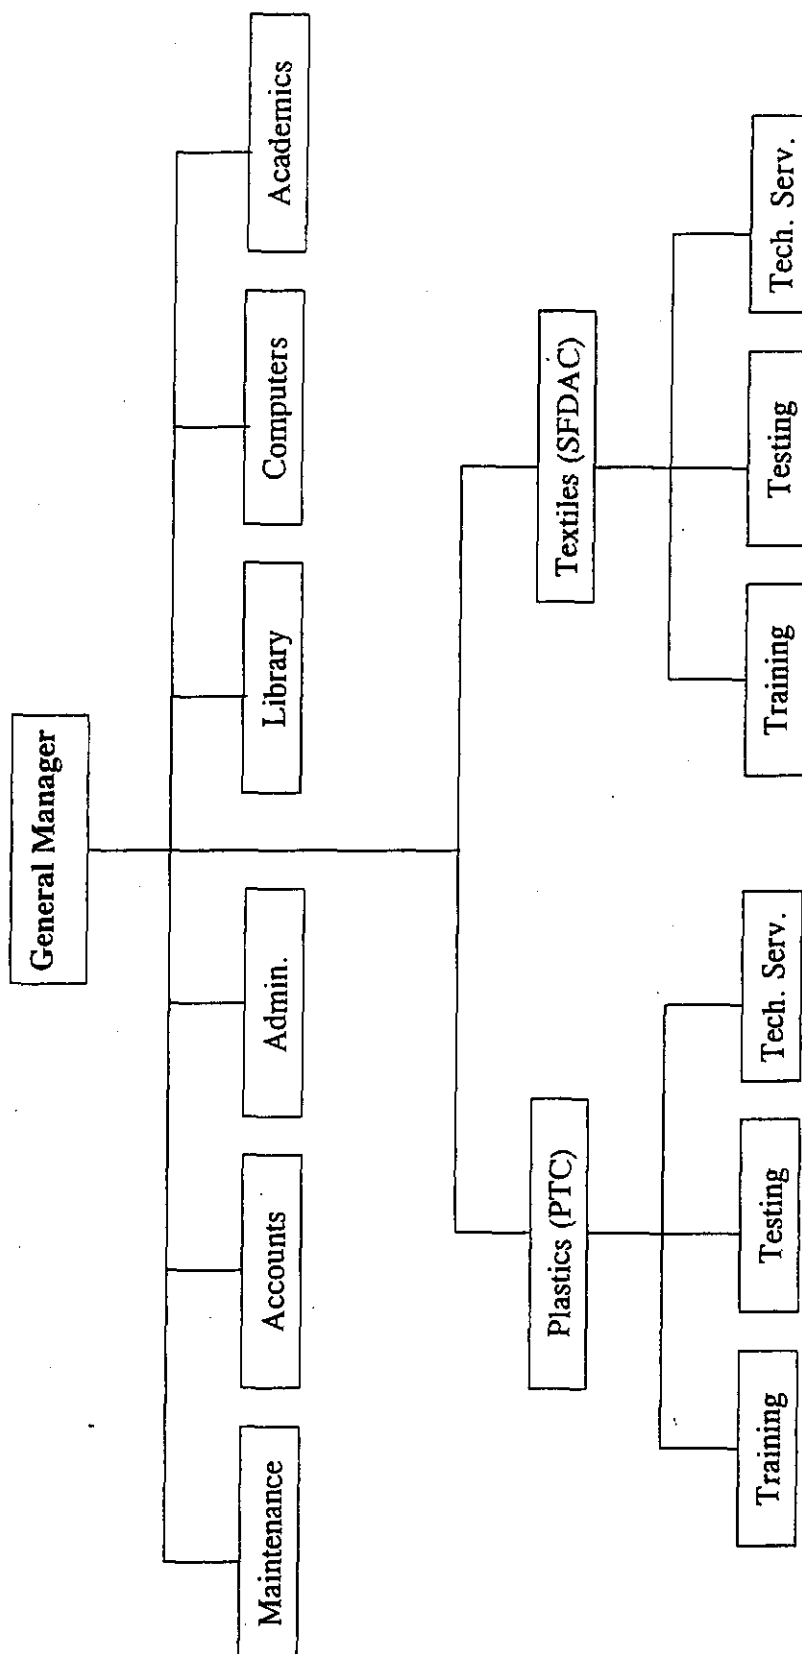 General Manager
Maintenance
Accounts
Admin.
Library
Computers
Academics
Plastics (PTC)
Textiles (SFDAC)
Training
Testing
Tech. Serv.
Training
Testing
Tech. Serv.